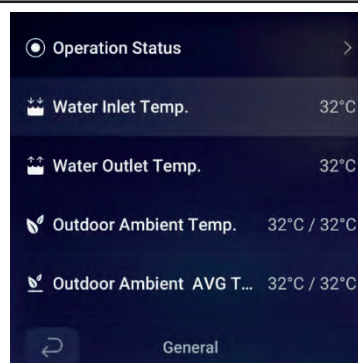 Operation Status
Water Inlet Temp. 32°C
Water Outlet Temp. 32°C
Outdoor Ambient Temp. 32°C / 32°C
Outdoor Ambient AVG T... 32°C / 32°C
General